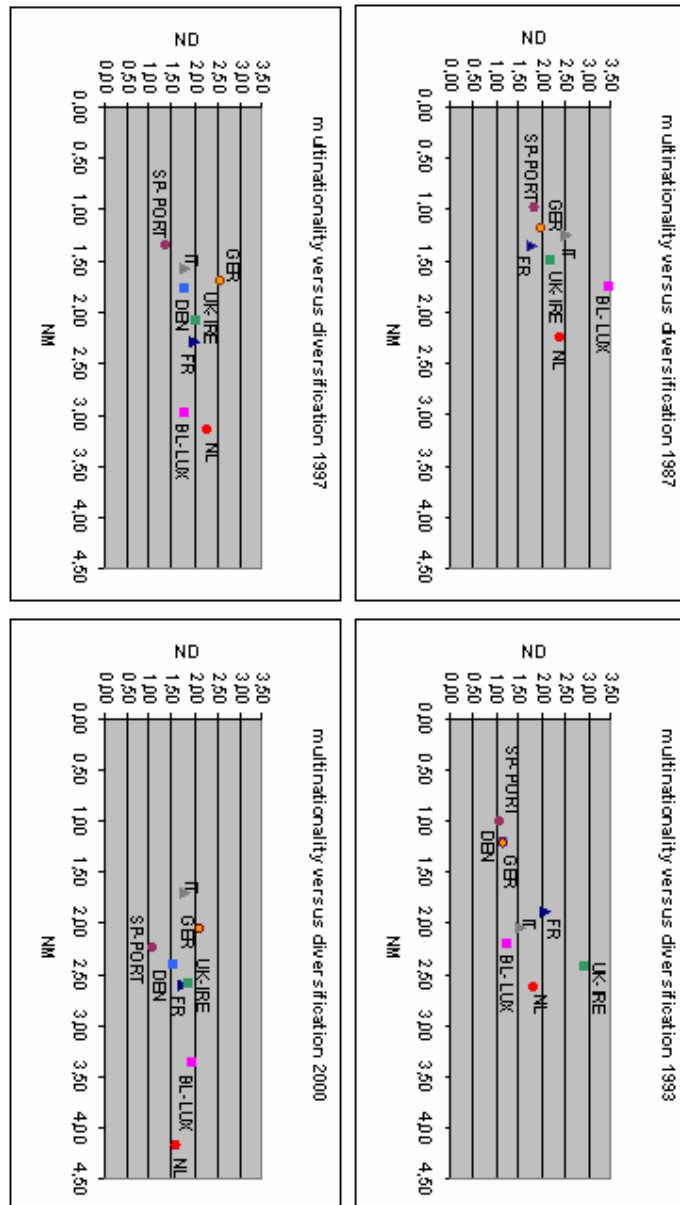 multinationality versus diversification 1987
ND
3,50
3,00
2,50
2,00
1,50
1,00
0,50
0,00
BL-LUX
IT
NL
GER
UK-IRE
SP-PORT
FR
0,00 0,50 1,00 1,50 2,00 2,50 3,00 3,50 4,00 4,50
NM
multinationality versus diversification 1993
ND
3,50
3,00
2,50
2,00
1,50
1,00
0,50
0,00
UK-IRE
FR
NL
IT
SP-PORT
GER
BL-LUX
DEN
0,00 0,50 1,00 1,50 2,00 2,50 3,00 3,50 4,00 4,50
NM
multinationality versus diversification 1997
ND
3,50
3,00
2,50
2,00
1,50
1,00
0,50
0,00
GER
UK-IRE
NL
IT
FR
DEN
BL-LUX
SP-PORT
0,00 0,50 1,00 1,50 2,00 2,50 3,00 3,50 4,00 4,50
NM
multinationality versus diversification 2000
ND
3,50
3,00
2,50
2,00
1,50
1,00
0,50
0,00
UK-IRE
IT
GER
BL-LUX
FR
NL
DEN
SP-PORT
0,00 0,50 1,00 1,50 2,00 2,50 3,00 3,50 4,00 4,50
NM